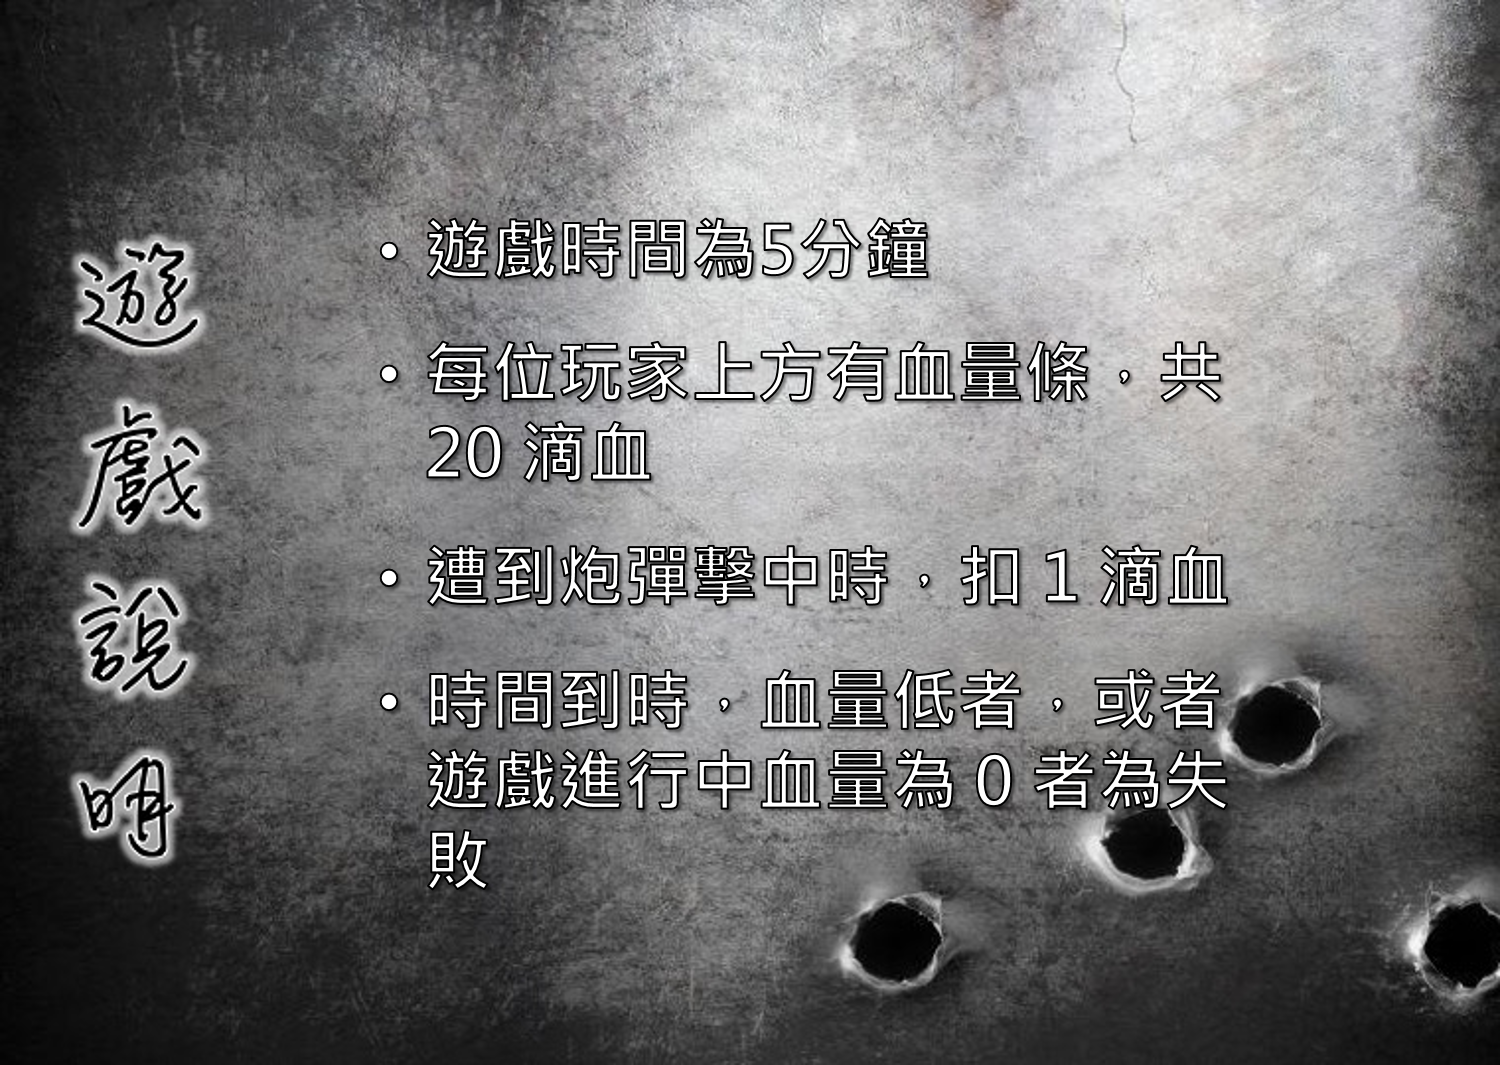 遊戲說明
• 遊戲時間為5分鐘
• 每位玩家上方有血量條，共
20 滴血
• 遭到炮彈擊中時，扣 1 滴血
• 時間到時，血量低者，或者
遊戲進行中血量為 0 者為失
敗